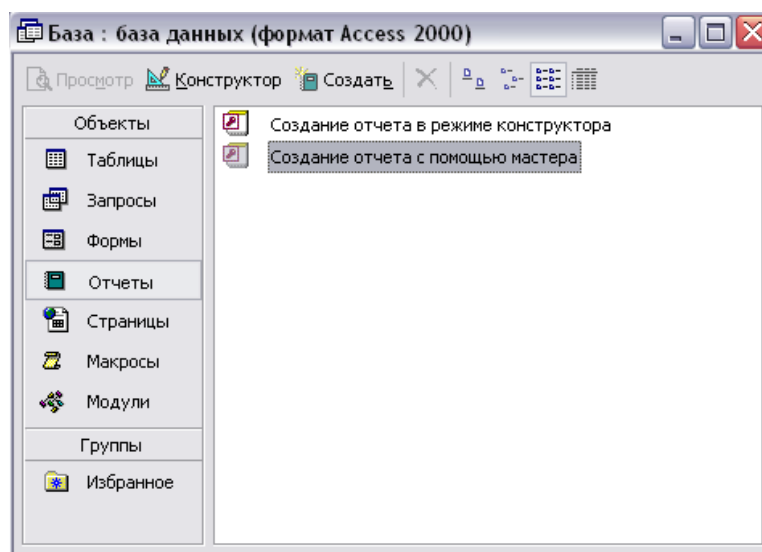 База : база данных (формат Access 2000)
Просмотр Конструктор Создать
Объекты
Таблицы
Запросы
Формы
Отчеты
Страницы
Макросы
Модули
Группы
Избранное
Создание отчета в режиме конструктора
Создание отчета с помощью мастера